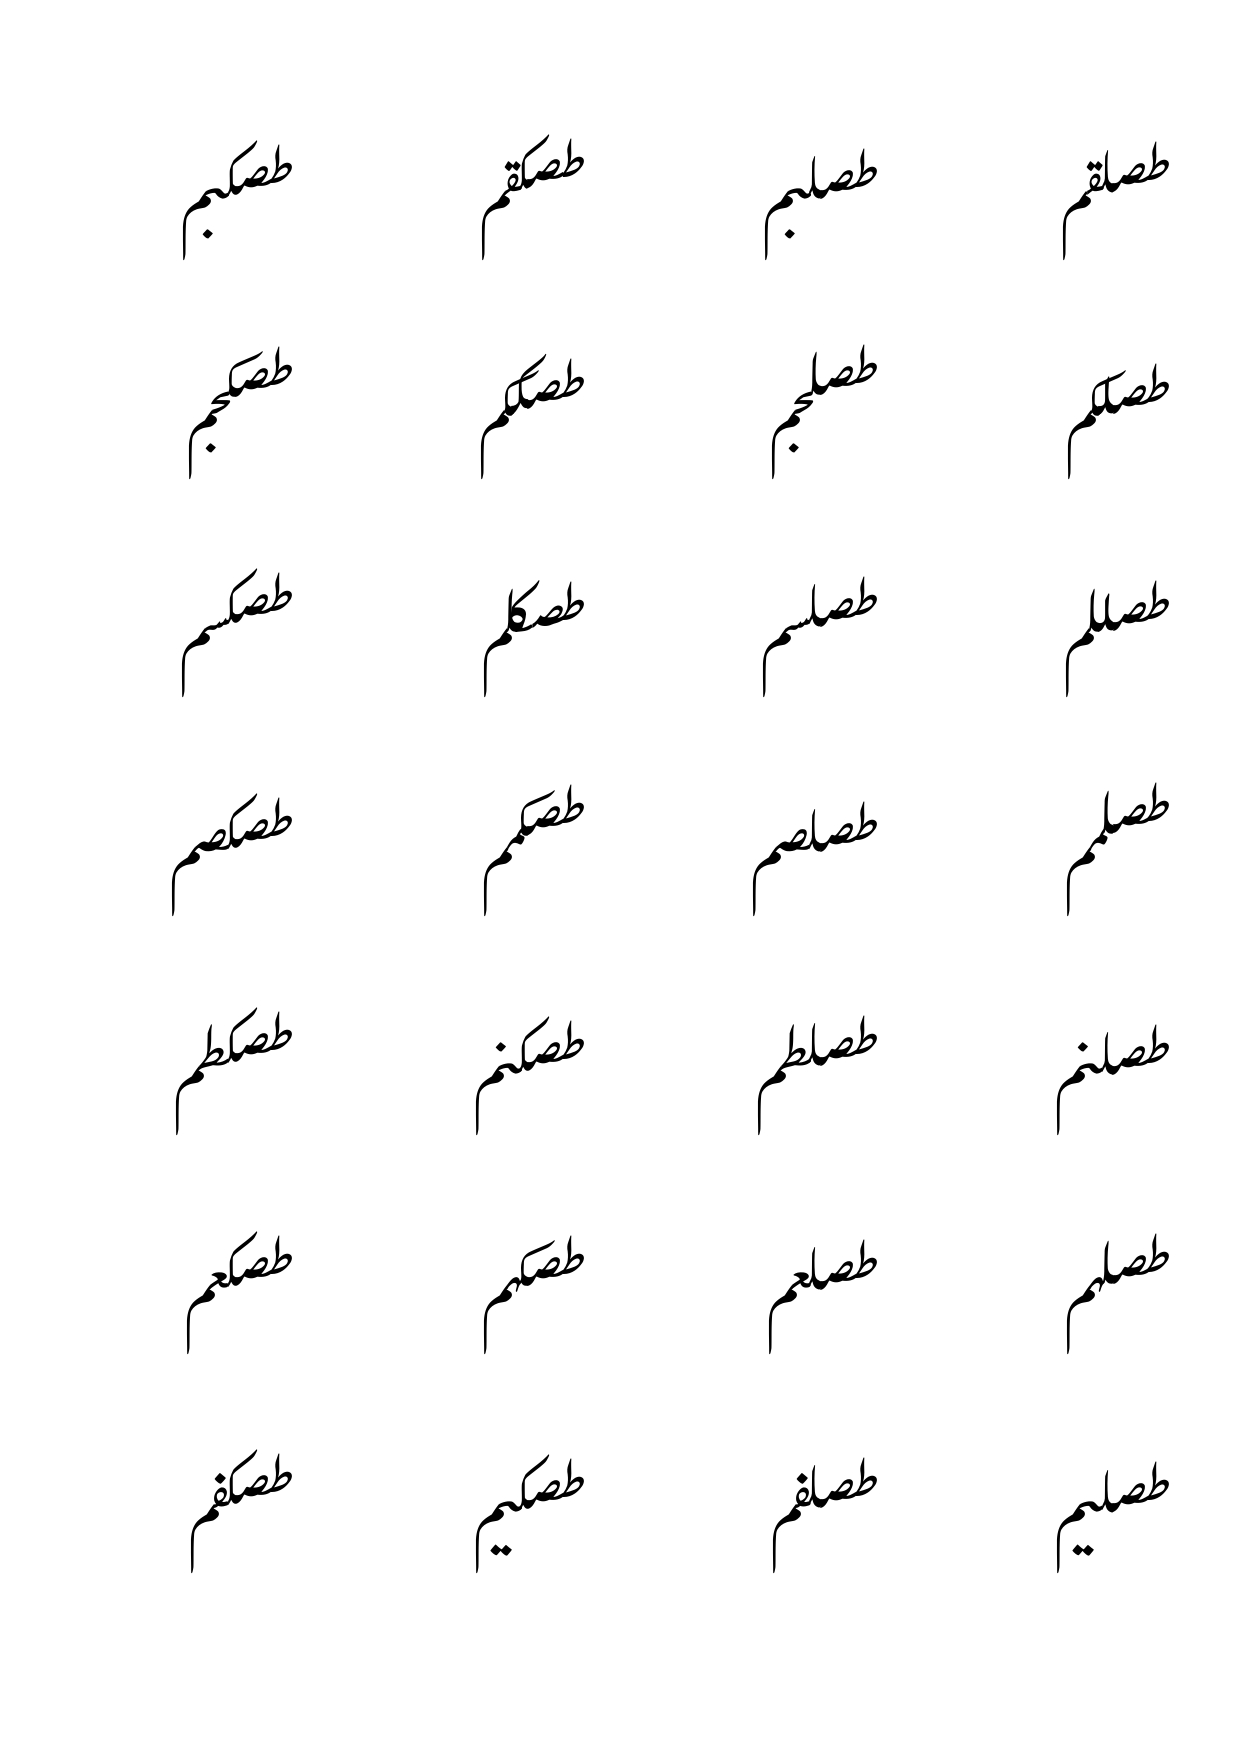 طصلقم طصلبم طصكقم طصكبم
طصلكم طصلجم طصككم طصكجم
طصللم طصلسم طصكلم طصكسم
طصلمم طصلصم طصكمم طصكصم
طصلنم طصلطم طصكنم طصكطم
طصلهم طصلعم طصكهم طصكعم
طصليم طصلفم طصكيم طصكفم